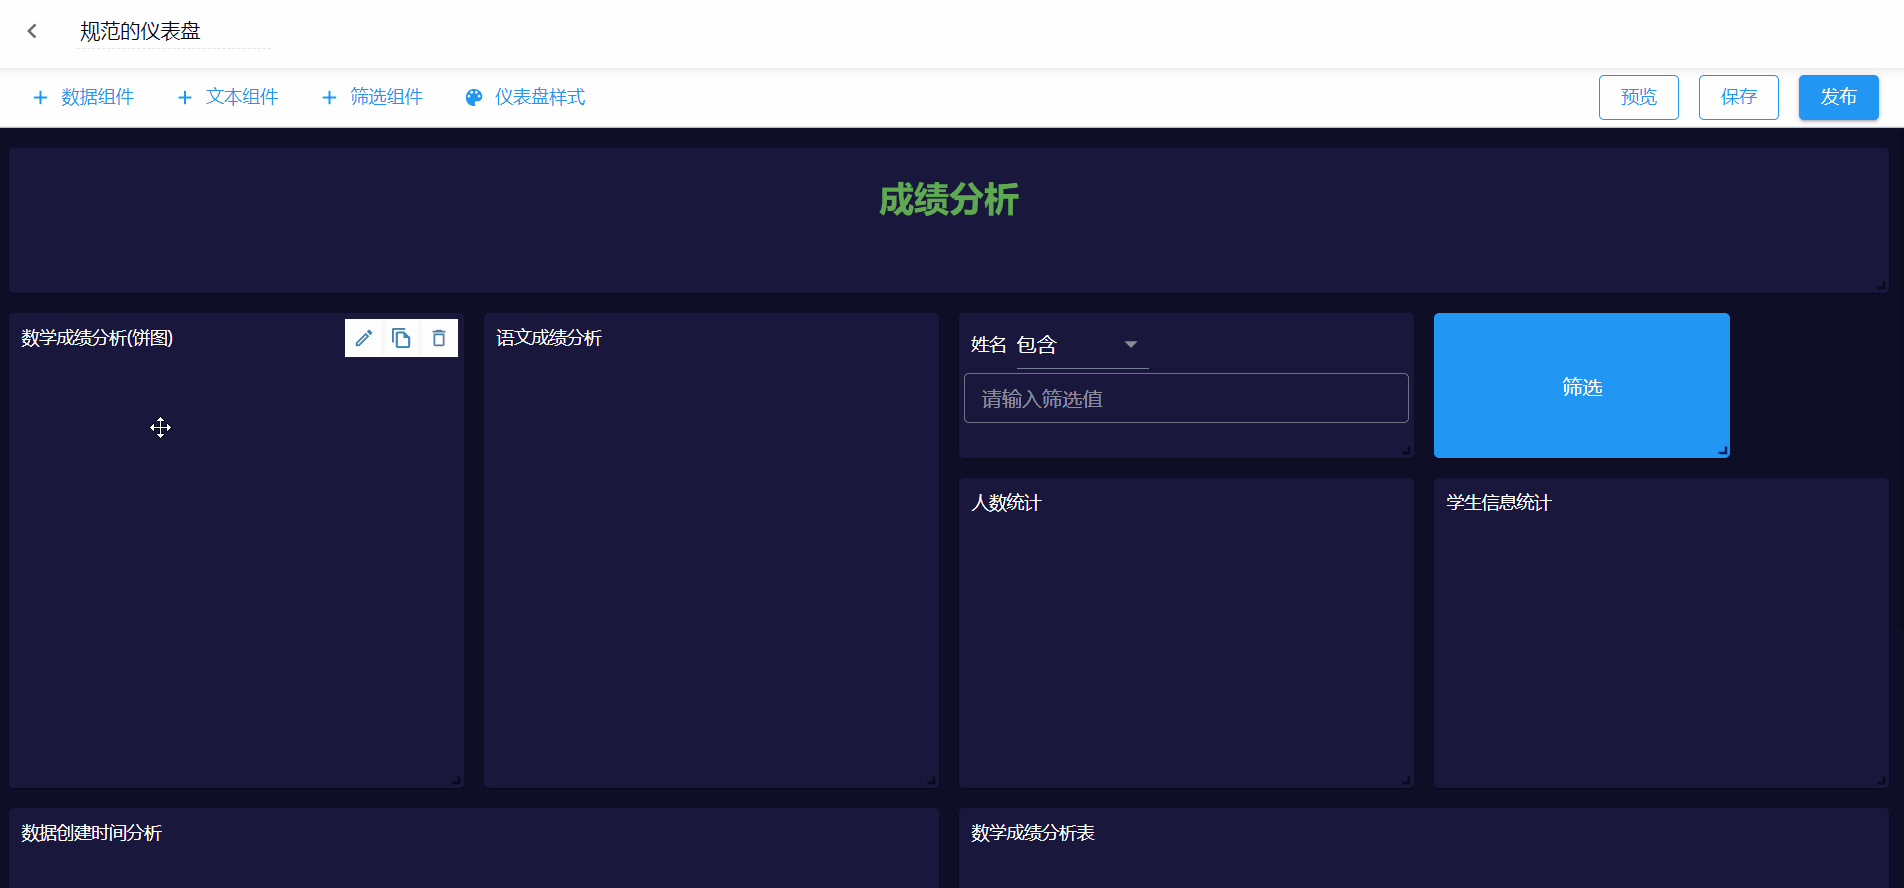 规范的仪表盘
数据组件 文本组件 筛选组件 仪表盘样式 预览 保存 发布
成绩分析
数学成绩分析(饼图) 语文成绩分析
姓名 包含
请输入筛选值
筛选
人数统计 学生信息统计
数据创建时间分析 数学成绩分析表